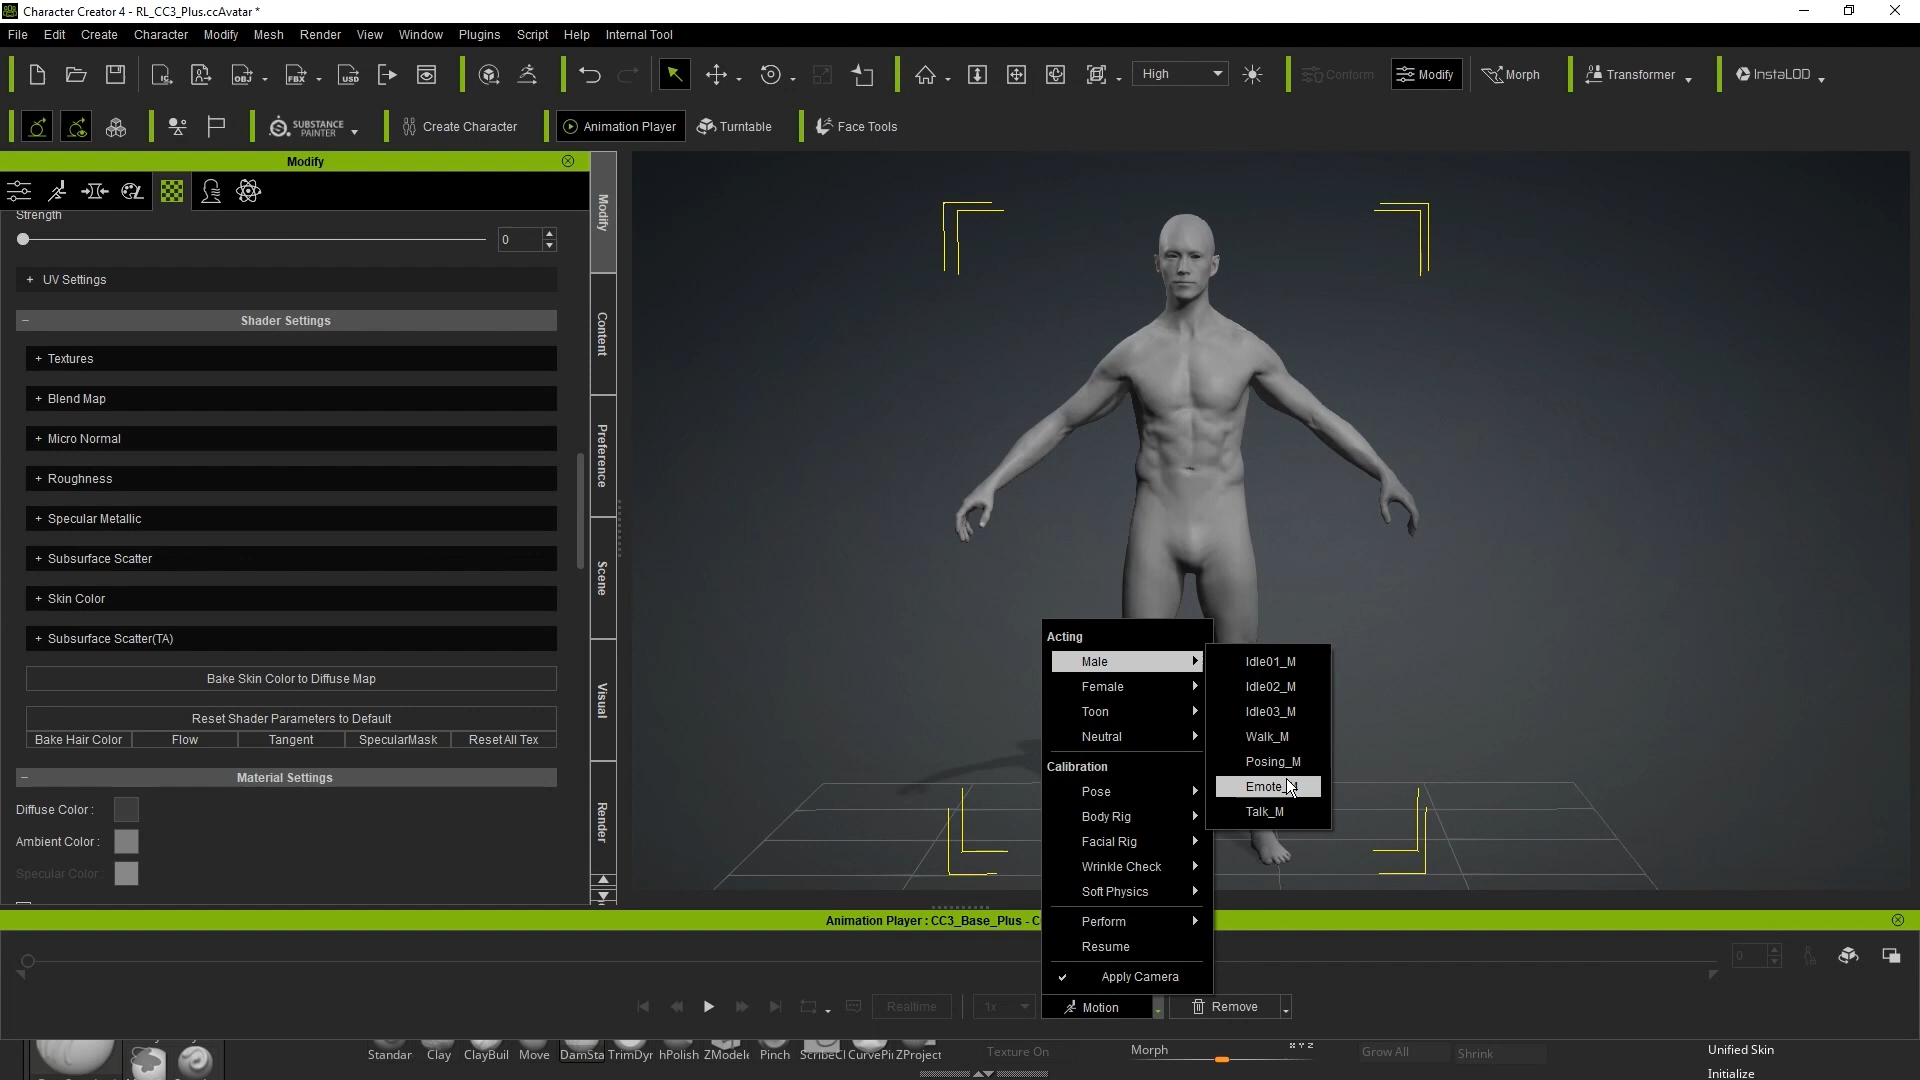 Character Creator 4 - RL_CC3_Plus.ccAvatar *
File Edit Create Character Modify Mesh Render View Window Plugins Script Help Internal Tool
OBJ FBX USD High Conform Modify Morph Transformer InstaLOD
SUBSTANCE PAINTER Create Character Animation Player Turntable Face Tools
Modify
Strength
0
+ UV Settings
− Shader Settings
+ Textures
+ Blend Map
+ Micro Normal
+ Roughness
+ Specular Metallic
+ Subsurface Scatter
+ Skin Color
+ Subsurface Scatter(TA)
Bake Skin Color to Diffuse Map
Reset Shader Parameters to Default
Bake Hair Color Flow Tangent SpecularMask Reset All Tex
− Material Settings
Diffuse Color :
Ambient Color :
Specular Color
Modify
Content
Preference
Scene
Visual
Render
Acting
Male
Female
Toon
Neutral
Calibration
Pose
Body Rig
Facial Rig
Wrinkle Check
Soft Physics
Perform
Resume
Apply Camera
Idle01_M
Idle02_M
Idle03_M
Walk_M
Posing_M
Emote_M
Talk_M
Animation Player : CC3_Base_Plus - C
0
Realtime 1x Motion Remove
Standar Clay ClayBuil Move DamSta TrimDyr hPolish ZModele Pinch ScribeCl CurvePin ZProject Texture On Morph X Y Z Grow All Shrink Unified Skin
Initialize